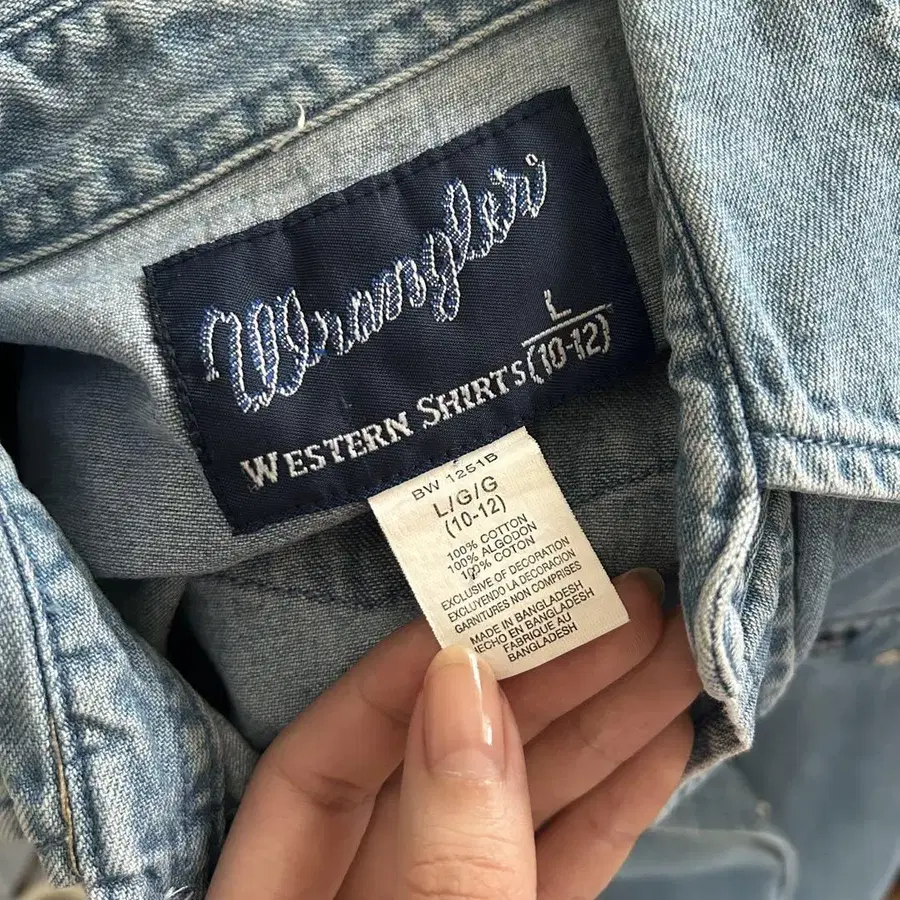 Wrangler
L
WESTERN SHIRTS (10-12)
BW 1251B
L/G/G
(10-12)
100% COTTON
100% ALGODON
100% COTON
EXCLUSIVE OF DECORATION
EXCLUYENDO LA DECORACION
GARNITURES NON COMPRISES
MADE IN BANGLADESH
HECHO EN BANGLADESH
FABRIQUE AU
BANGLADESH